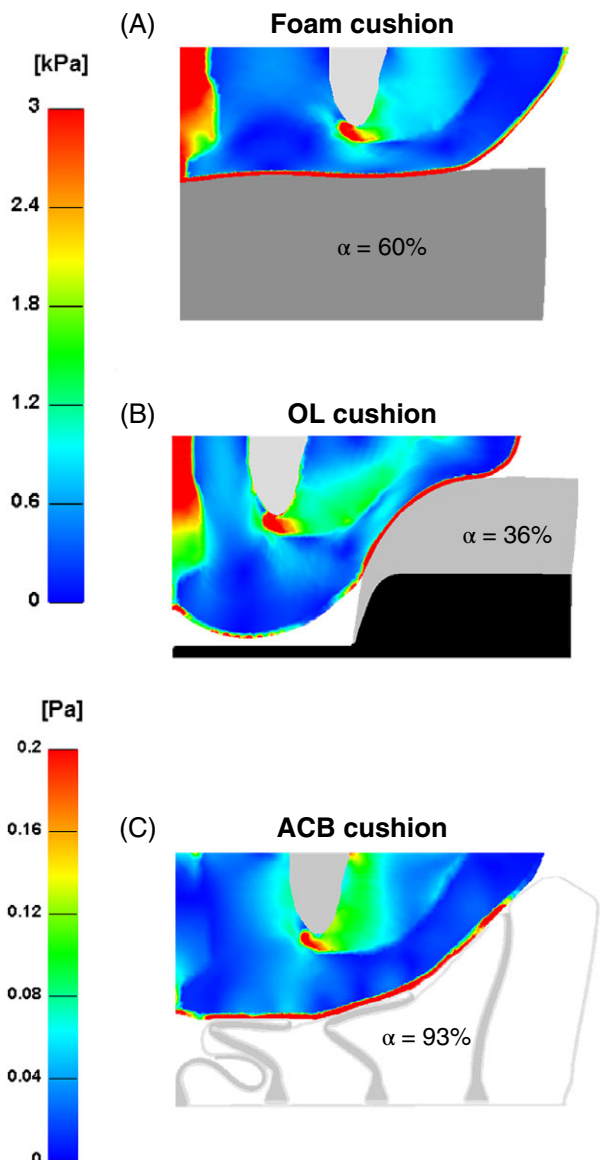 (A) Foam cushion
[kPa]
3
2.4
1.8
1.2
0.6
0
α = 60%
(B) OL cushion
α = 36%
[Pa]
0.2
0.16
0.12
0.08
0.04
0
(C) ACB cushion
α = 93%